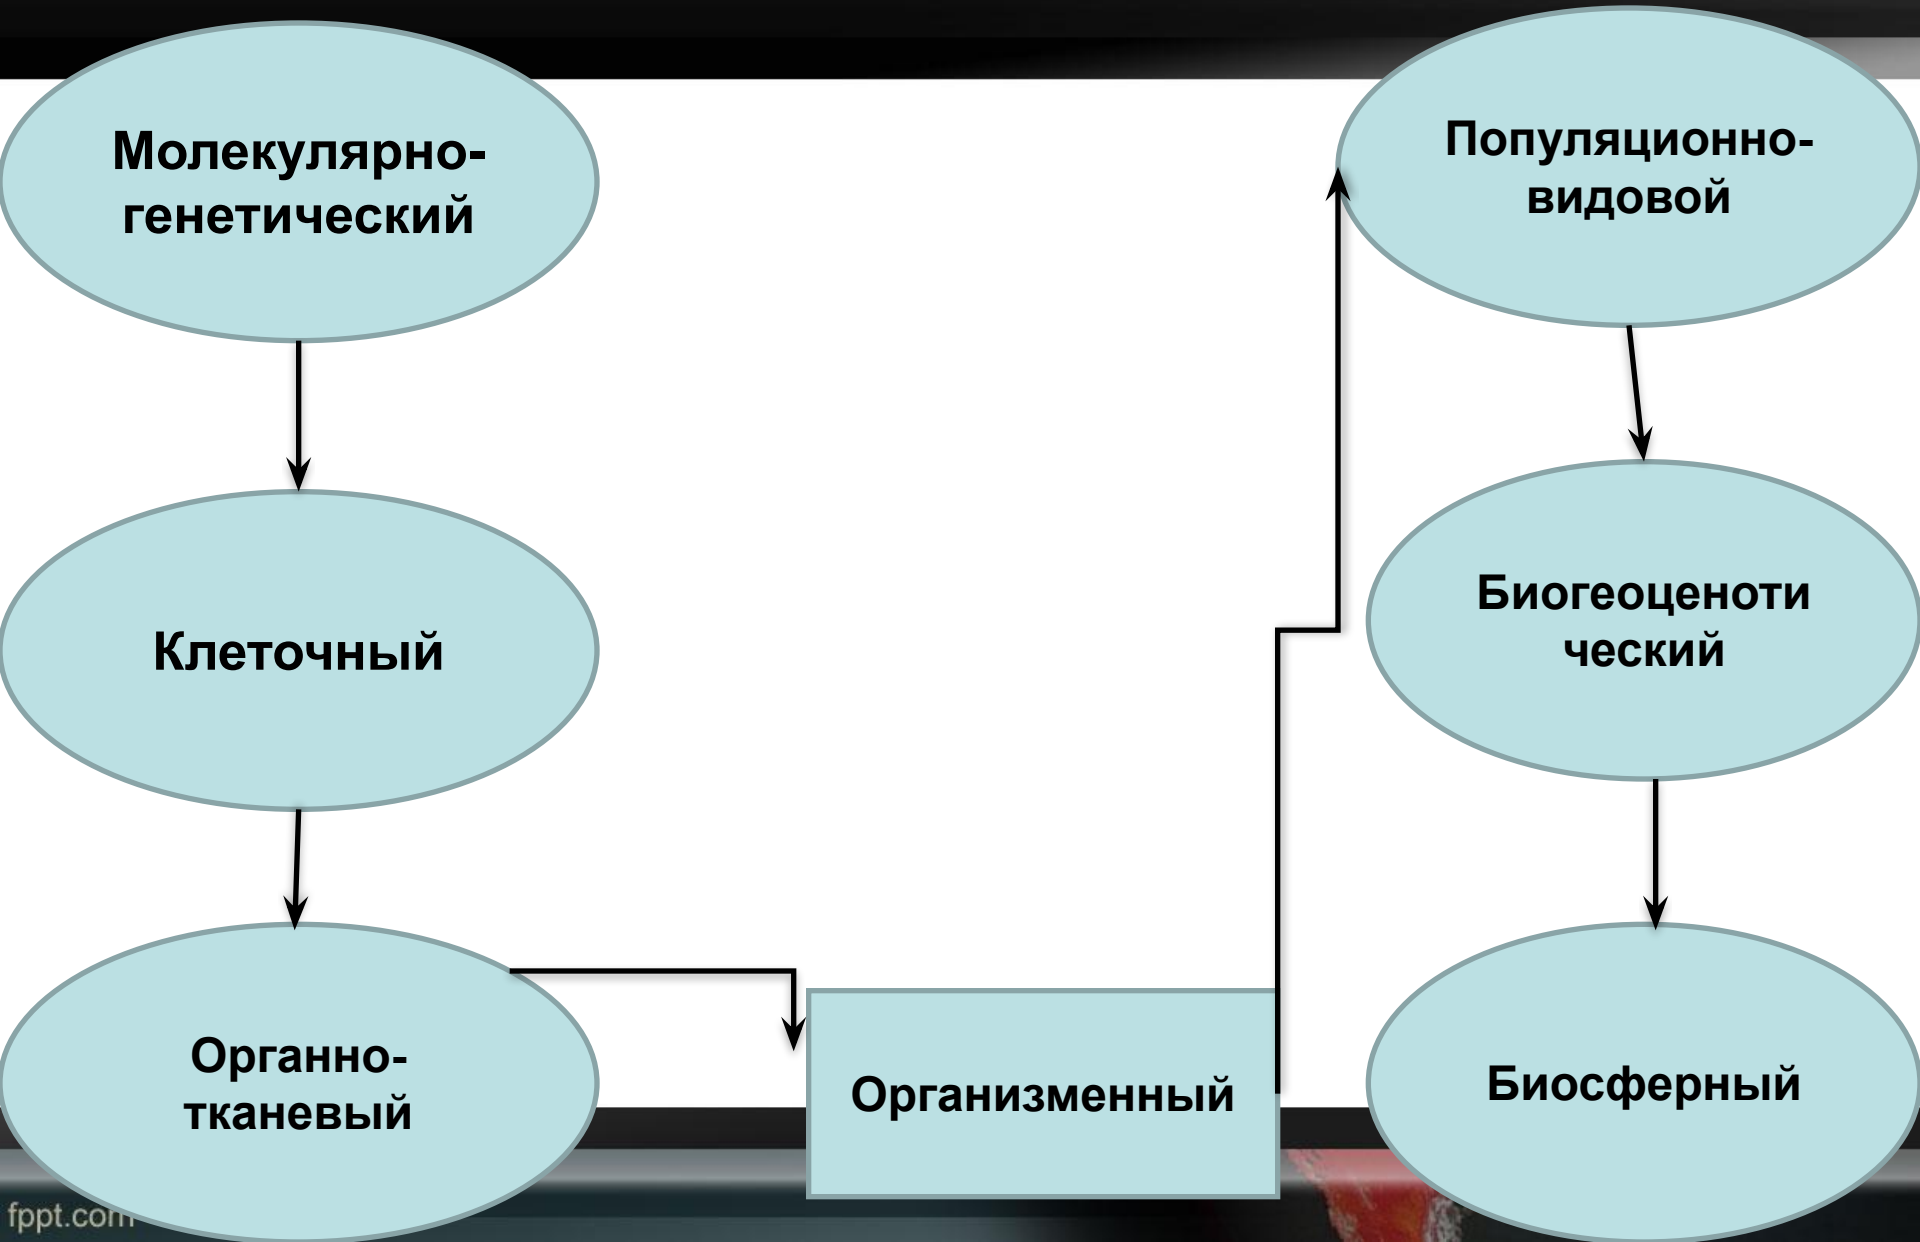 Молекулярно-
генетический
Клеточный
Органно-
тканевый
Организменный
Популяционно-
видовой
Биогеоценоти
ческий
Биосферный
fppt.com